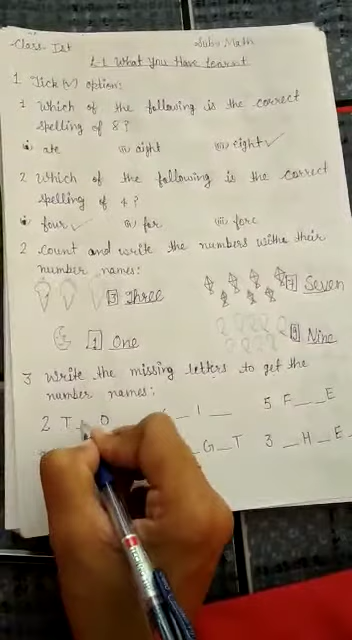 Class Ist Sub:- Math
L-1 What You Have Learnt
1 Tick (✓) option:
1 Which of the following is the correct
spelling of 8?
i) ate (ii) aight (iii) eight ✓
2 Which of the following is the correct
spelling of 4?
i) four ✓ (ii) for (iii) fore
2 Count and write the numbers with their
number names:
3 Three 7 Seven
1 One 9 Nine
3 Write the missing letters to get the
number names:
2 T _ O _ I _ 5 F _ _ E
_ G _ T 3 _ H _ E _